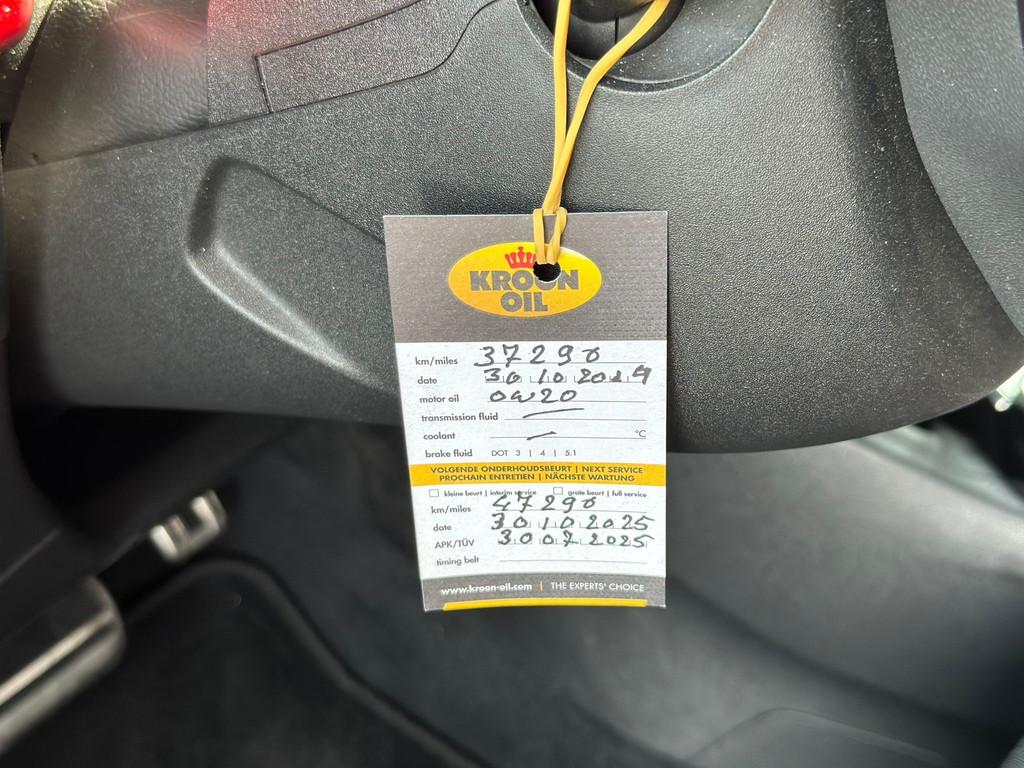 KROON
OIL
km/miles 37290
date 30 10 2024
motor oil 0w20
transmission fluid —
coolant — °C
brake fluid DOT 3 | 4 | 5.1
VOLGENDE ONDERHOUDSBEURT | NEXT SERVICE
PROCHAIN ENTRETIEN | NÄCHSTE WARTUNG
kleine beurt | interim service grote beurt | full service
km/miles 47290
date 30 10 2025
APK/TÜV 30 07 2025
timing belt
www.kroon-oil.com | THE EXPERTS' CHOICE